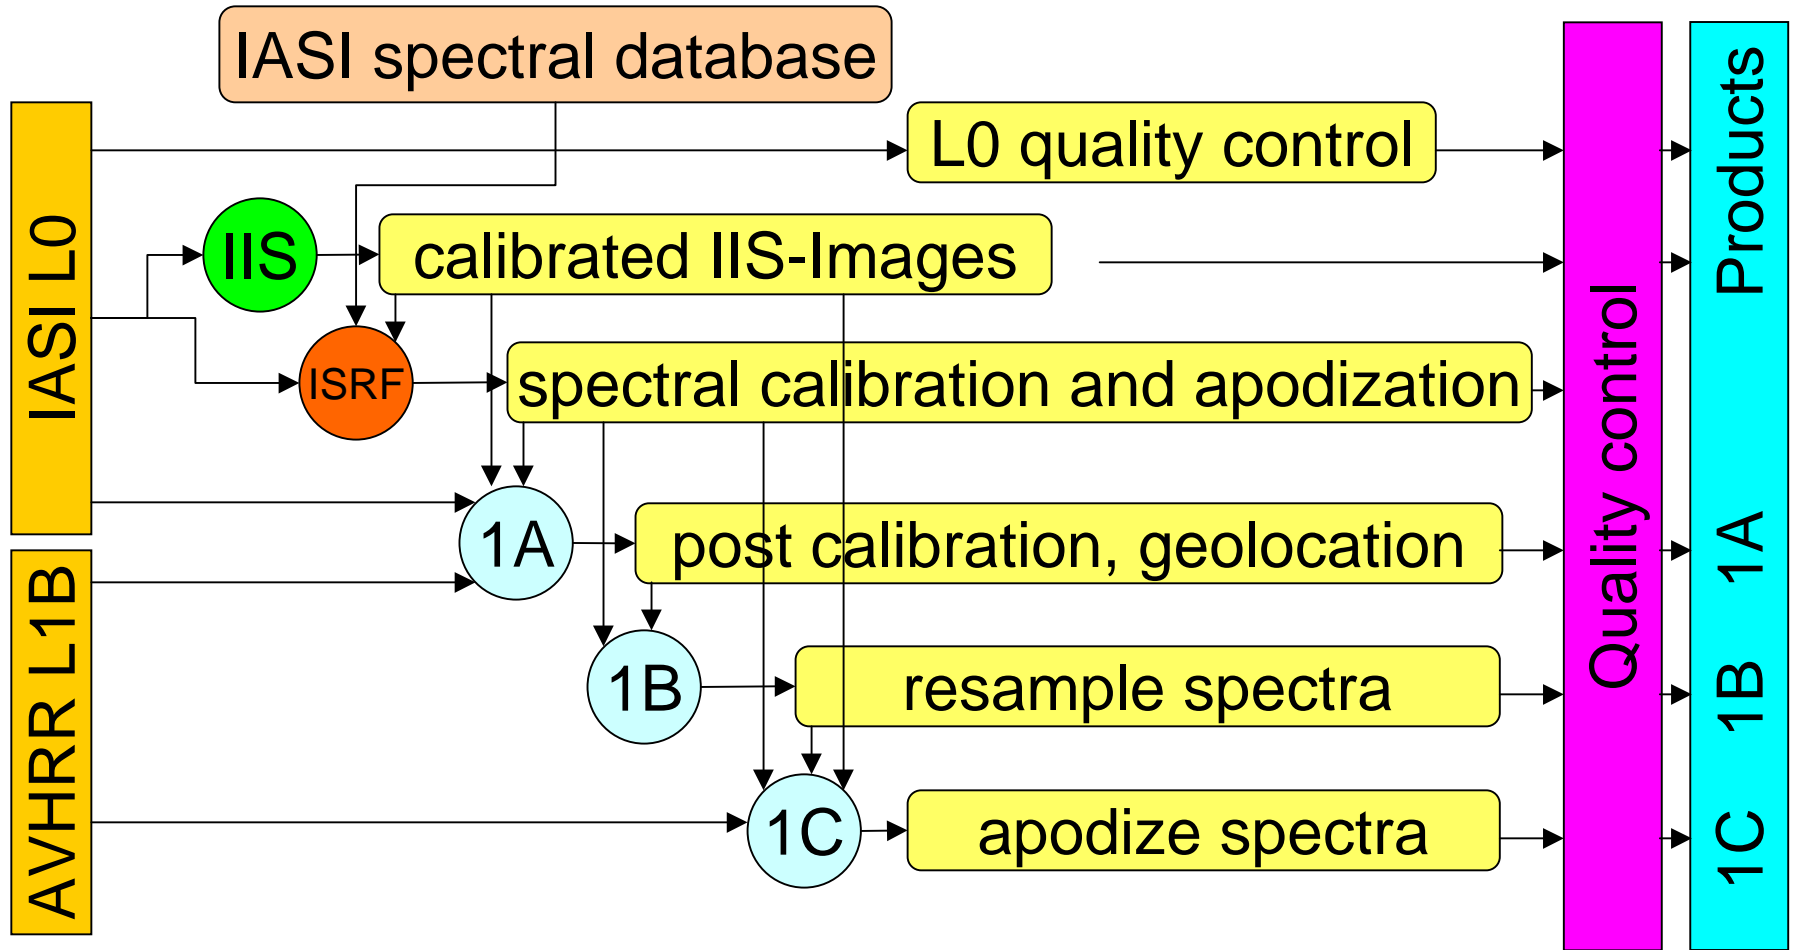 IASI spectral database
L0 quality control
IIS
calibrated IIS-Images
ISRF
spectral calibration and apodization
1A
post calibration, geolocation
1B
resample spectra
1C
apodize spectra
IASI L0
AVHRR L1B
Quality control
1C 1B 1A Products